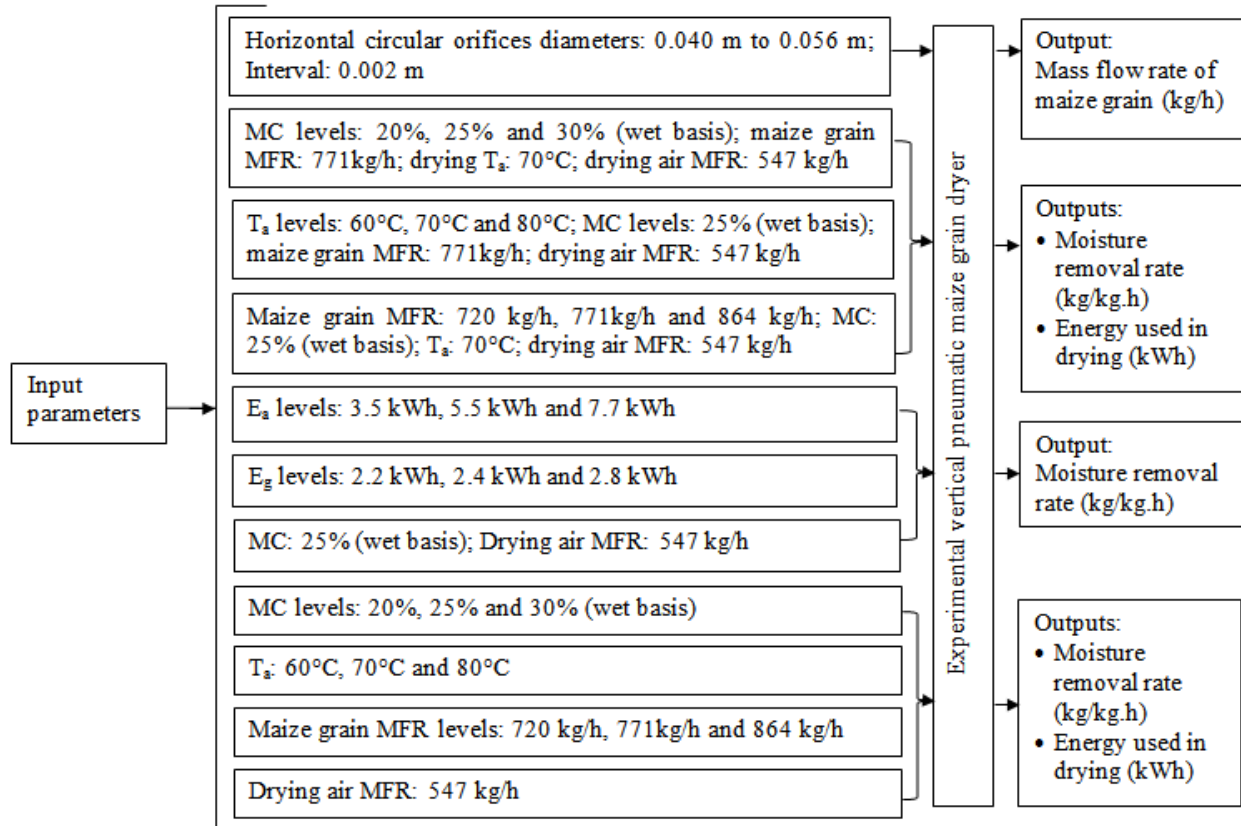 Horizontal circular orifices diameters: 0.040 m to 0.056 m;
Interval: 0.002 m
MC levels: 20%, 25% and 30% (wet basis); maize grain
MFR: 771kg/h; drying Tₐ: 70°C; drying air MFR: 547 kg/h
Tₐ levels: 60°C, 70°C and 80°C; MC levels: 25% (wet basis);
maize grain MFR: 771kg/h; drying air MFR: 547 kg/h
Maize grain MFR: 720 kg/h, 771kg/h and 864 kg/h; MC:
25% (wet basis); Tₐ: 70°C; drying air MFR: 547 kg/h
Input
parameters
Eₐ levels: 3.5 kWh, 5.5 kWh and 7.7 kWh
E_g levels: 2.2 kWh, 2.4 kWh and 2.8 kWh
MC: 25% (wet basis); Drying air MFR: 547 kg/h
MC levels: 20%, 25% and 30% (wet basis)
Tₐ: 60°C, 70°C and 80°C
Maize grain MFR levels: 720 kg/h, 771kg/h and 864 kg/h
Drying air MFR: 547 kg/h
Experimental vertical pneumatic maize grain dryer
Output:
Mass flow rate of
maize grain (kg/h)
Outputs:
• Moisture
removal rate
(kg/kg.h)
• Energy used in
drying (kWh)
Output:
Moisture removal
rate (kg/kg.h)
Outputs:
• Moisture
removal rate
(kg/kg.h)
• Energy used in
drying (kWh)